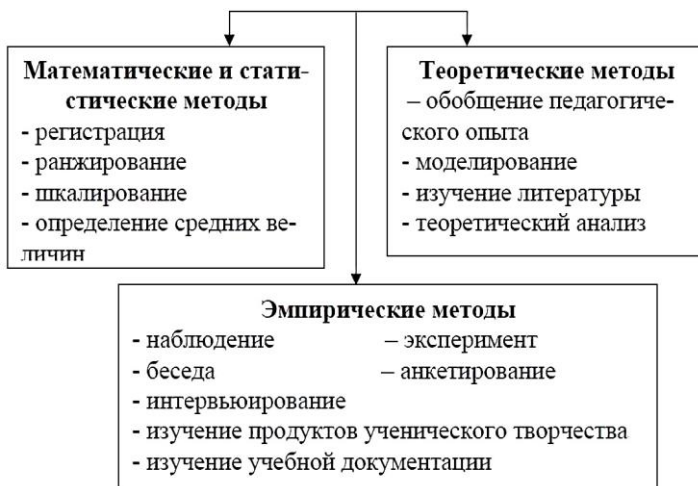 Математические и стати-
стические методы
- регистрация
- ранжирование
- шкалирование
- определение средних ве-
личин
Теоретические методы
– обобщение педагогиче-
ского опыта
- моделирование
- изучение литературы
- теоретический анализ
Эмпирические методы
- наблюдение – эксперимент
- беседа – анкетирование
- интервьюирование
- изучение продуктов ученического творчества
- изучение учебной документации